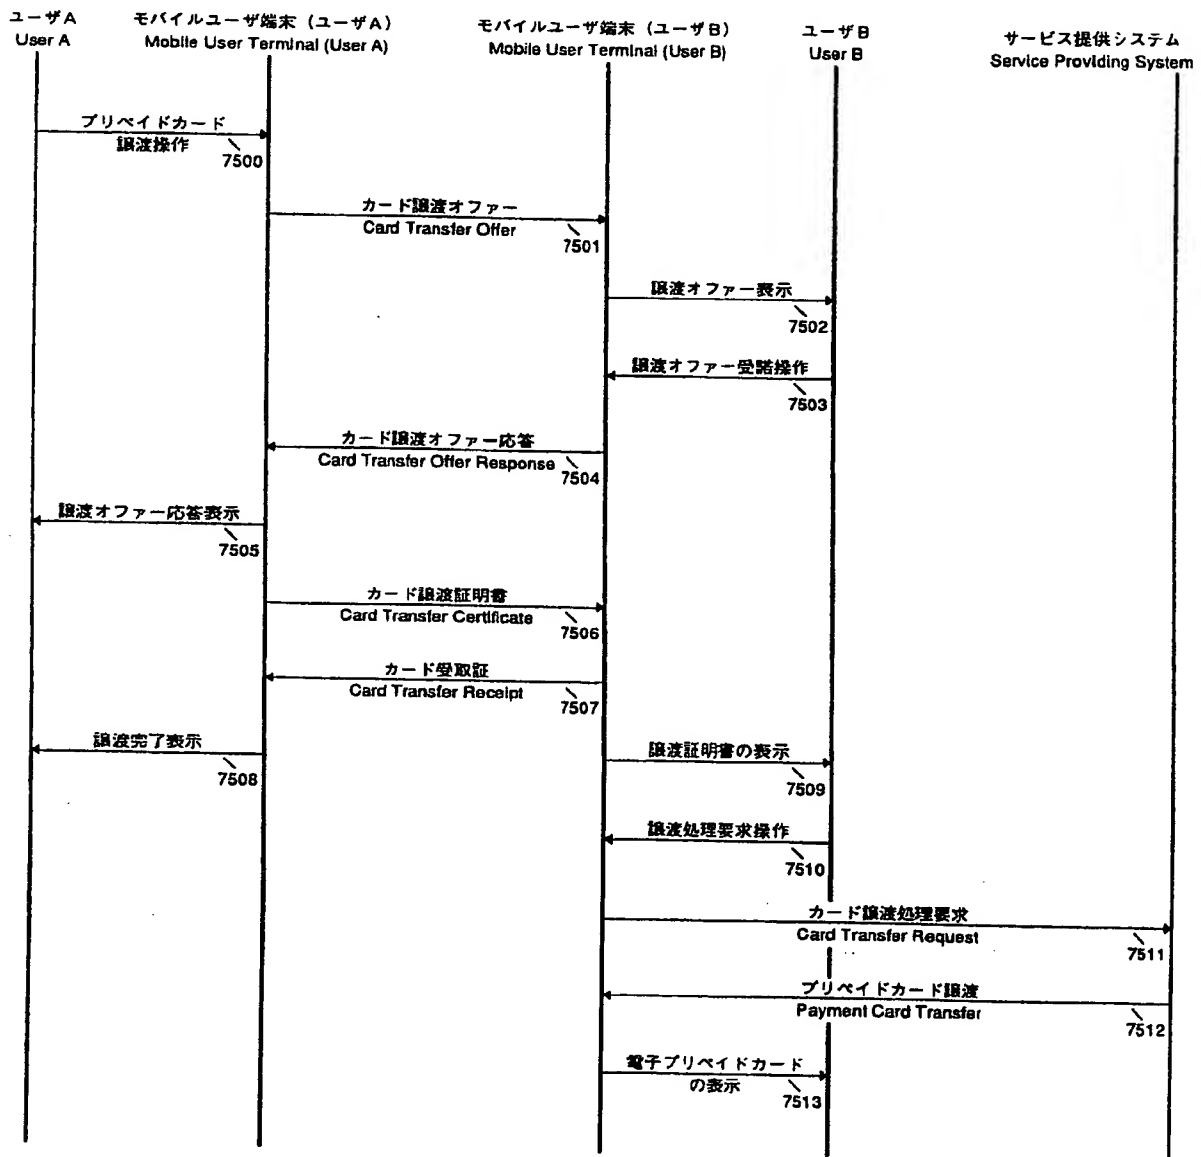 ユーザA
User A
モバイルユーザ端末（ユーザA）
Mobile User Terminal (User A)
モバイルユーザ端末（ユーザB）
Mobile User Terminal (User B)
ユーザB
User B
サービス提供システム
Service Providing System
プリペイドカード
譲渡操作
7500
カード譲渡オファー
Card Transfer Offer
7501
譲渡オファー表示
7502
譲渡オファー受諾操作
7503
カード譲渡オファー応答
Card Transfer Offer Response
7504
譲渡オファー応答表示
7505
カード譲渡証明書
Card Transfer Certificate
7506
カード受取証
Card Transfer Receipt
7507
譲渡完了表示
7508
譲渡証明書の表示
7509
譲渡処理要求操作
7510
カード譲渡処理要求
Card Transfer Request
7511
プリペイドカード譲渡
Payment Card Transfer
7512
電子プリペイドカード
の表示
7513